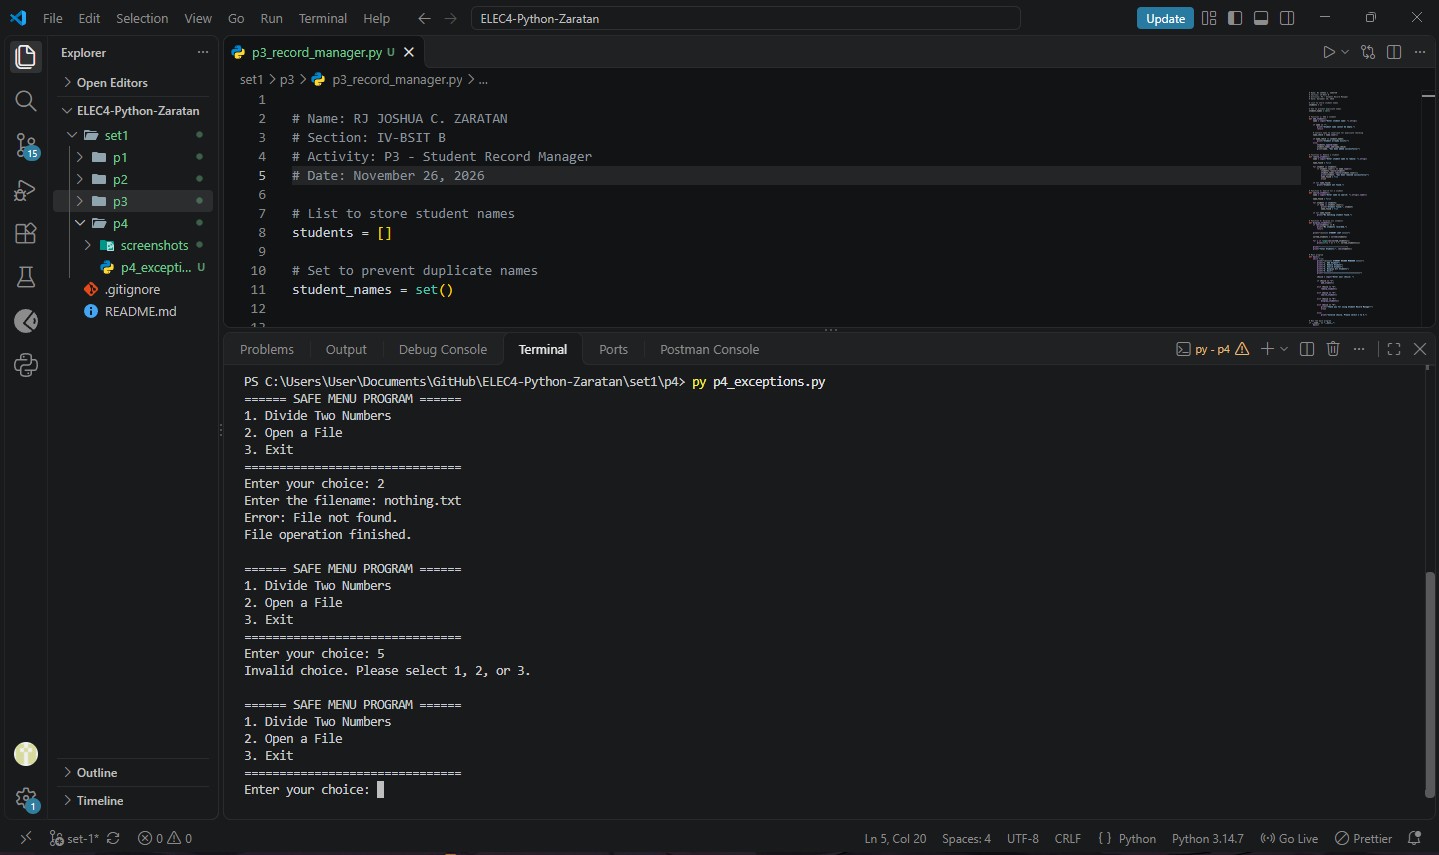 File Edit Selection View Go Run Terminal Help
ELEC4-Python-Zaratan
Update
Explorer
Open Editors
ELEC4-Python-Zaratan
set1
p1
p2
p3
p4
screenshots
p4_excepti... U
.gitignore
README.md
Outline
Timeline
15
1
p3_record_manager.py U
set1 > p3 > p3_record_manager.py > ...
1
2 # Name: RJ JOSHUA C. ZARATAN
3 # Section: IV-BSIT B
4 # Activity: P3 - Student Record Manager
5 # Date: November 26, 2026
6
7 # List to store student names
8 students = []
9
10 # Set to prevent duplicate names
11 student_names = set()
12
Problems Output Debug Console Terminal Ports Postman Console
py - p4
PS C:\Users\User\Documents\GitHub\ELEC4-Python-Zaratan\set1\p4> py p4_exceptions.py
====== SAFE MENU PROGRAM ======
1. Divide Two Numbers
2. Open a File
3. Exit
===============================
Enter your choice: 2
Enter the filename: nothing.txt
Error: File not found.
File operation finished.
====== SAFE MENU PROGRAM ======
1. Divide Two Numbers
2. Open a File
3. Exit
===============================
Enter your choice: 5
Invalid choice. Please select 1, 2, or 3.
====== SAFE MENU PROGRAM ======
1. Divide Two Numbers
2. Open a File
3. Exit
===============================
Enter your choice:
set-1* 0 0
Ln 5, Col 20 Spaces: 4 UTF-8 CRLF { } Python Python 3.14.7 Go Live Prettier